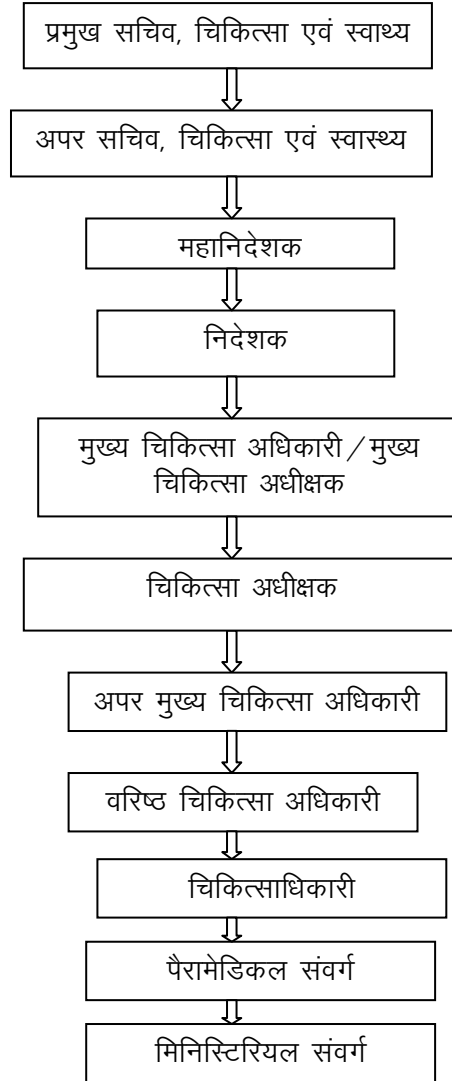 प्रमुख सचिव, चिकित्सा एवं स्वाथ्य
अपर सचिव, चिकित्सा एवं स्वास्थ्य
महानिदेशक
निदेशक
मुख्य चिकित्सा अधिकारी/मुख्य
चिकित्सा अधीक्षक
चिकित्सा अधीक्षक
अपर मुख्य चिकित्सा अधिकारी
वरिष्ठ चिकित्सा अधिकारी
चिकित्साधिकारी
पैरामेडिकल संवर्ग
मिनिस्टिरियल संवर्ग